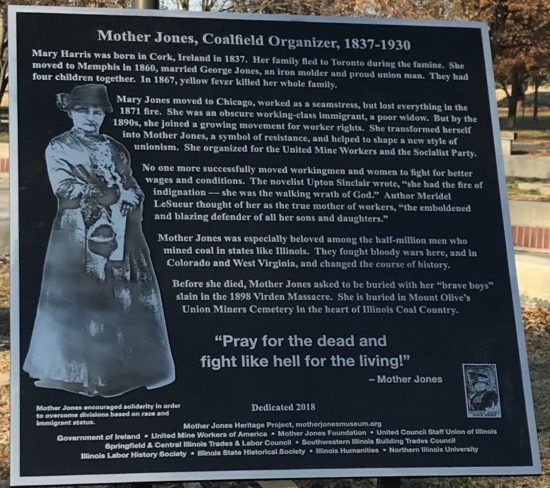 Mother Jones, Coalfield Organizer, 1837-1930
Mary Harris was born in Cork, Ireland in 1837. Her family fled to Toronto during the famine. She
moved to Memphis in 1860, married George Jones, an iron molder and proud union man. They had
four children together. In 1867, yellow fever killed her whole family.
Mary Jones moved to Chicago, worked as a seamstress, but lost everything in the
1871 fire. She was an obscure working-class immigrant, a poor widow. But by the
1890s, she joined a growing movement for worker rights. She transformed herself
into Mother Jones, a symbol of resistance, and helped to shape a new style of
unionism. She organized for the United Mine Workers and the Socialist Party.
No one more successfully moved workingmen and women to fight for better
wages and conditions. The novelist Upton Sinclair wrote, "she had the fire of
indignation — she was the walking wrath of God." Author Meridel
LeSueur thought of her as the true mother of workers, "the emboldened
and blazing defender of all her sons and daughters."
Mother Jones was especially beloved among the half-million men who
mined coal in states like Illinois. They fought bloody wars here, and in
Colorado and West Virginia, and changed the course of history.
Before she died, Mother Jones asked to be buried with her "brave boys"
slain in the 1898 Virden Massacre. She is buried in Mount Olive's
Union Miners Cemetery in the heart of Illinois Coal Country.
"Pray for the dead and
fight like hell for the living!"
– Mother Jones
Mother Jones encouraged solidarity in order
to overcome divisions based on race and
immigrant status.
Dedicated 2018
Mother Jones Heritage Project, motherjonesmuseum.org
Government of Ireland • United Mine Workers of America • Mother Jones Foundation • United Council Staff Union of Illinois
Springfield & Central Illinois Trades & Labor Council • Southwestern Illinois Building Trades Council
Illinois Labor History Society • Illinois State Historical Society • Illinois Humanities • Northern Illinois University